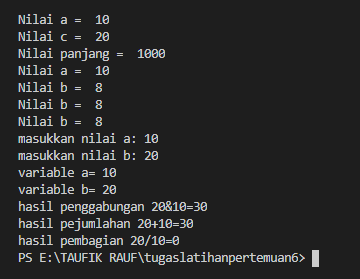 Nilai a =  10
Nilai c =  20
Nilai panjang =  1000
Nilai a =  10
Nilai b =  8
Nilai b =  8
Nilai b =  8
masukkan nilai a: 10
masukkan nilai b: 20
variable a= 10
variable b= 20
hasil penggabungan 20&10=30
hasil pejumlahan 20+10=30
hasil pembagian 20/10=0
PS E:\TAUFIK RAUF\tugaslatihanpertemuan6>